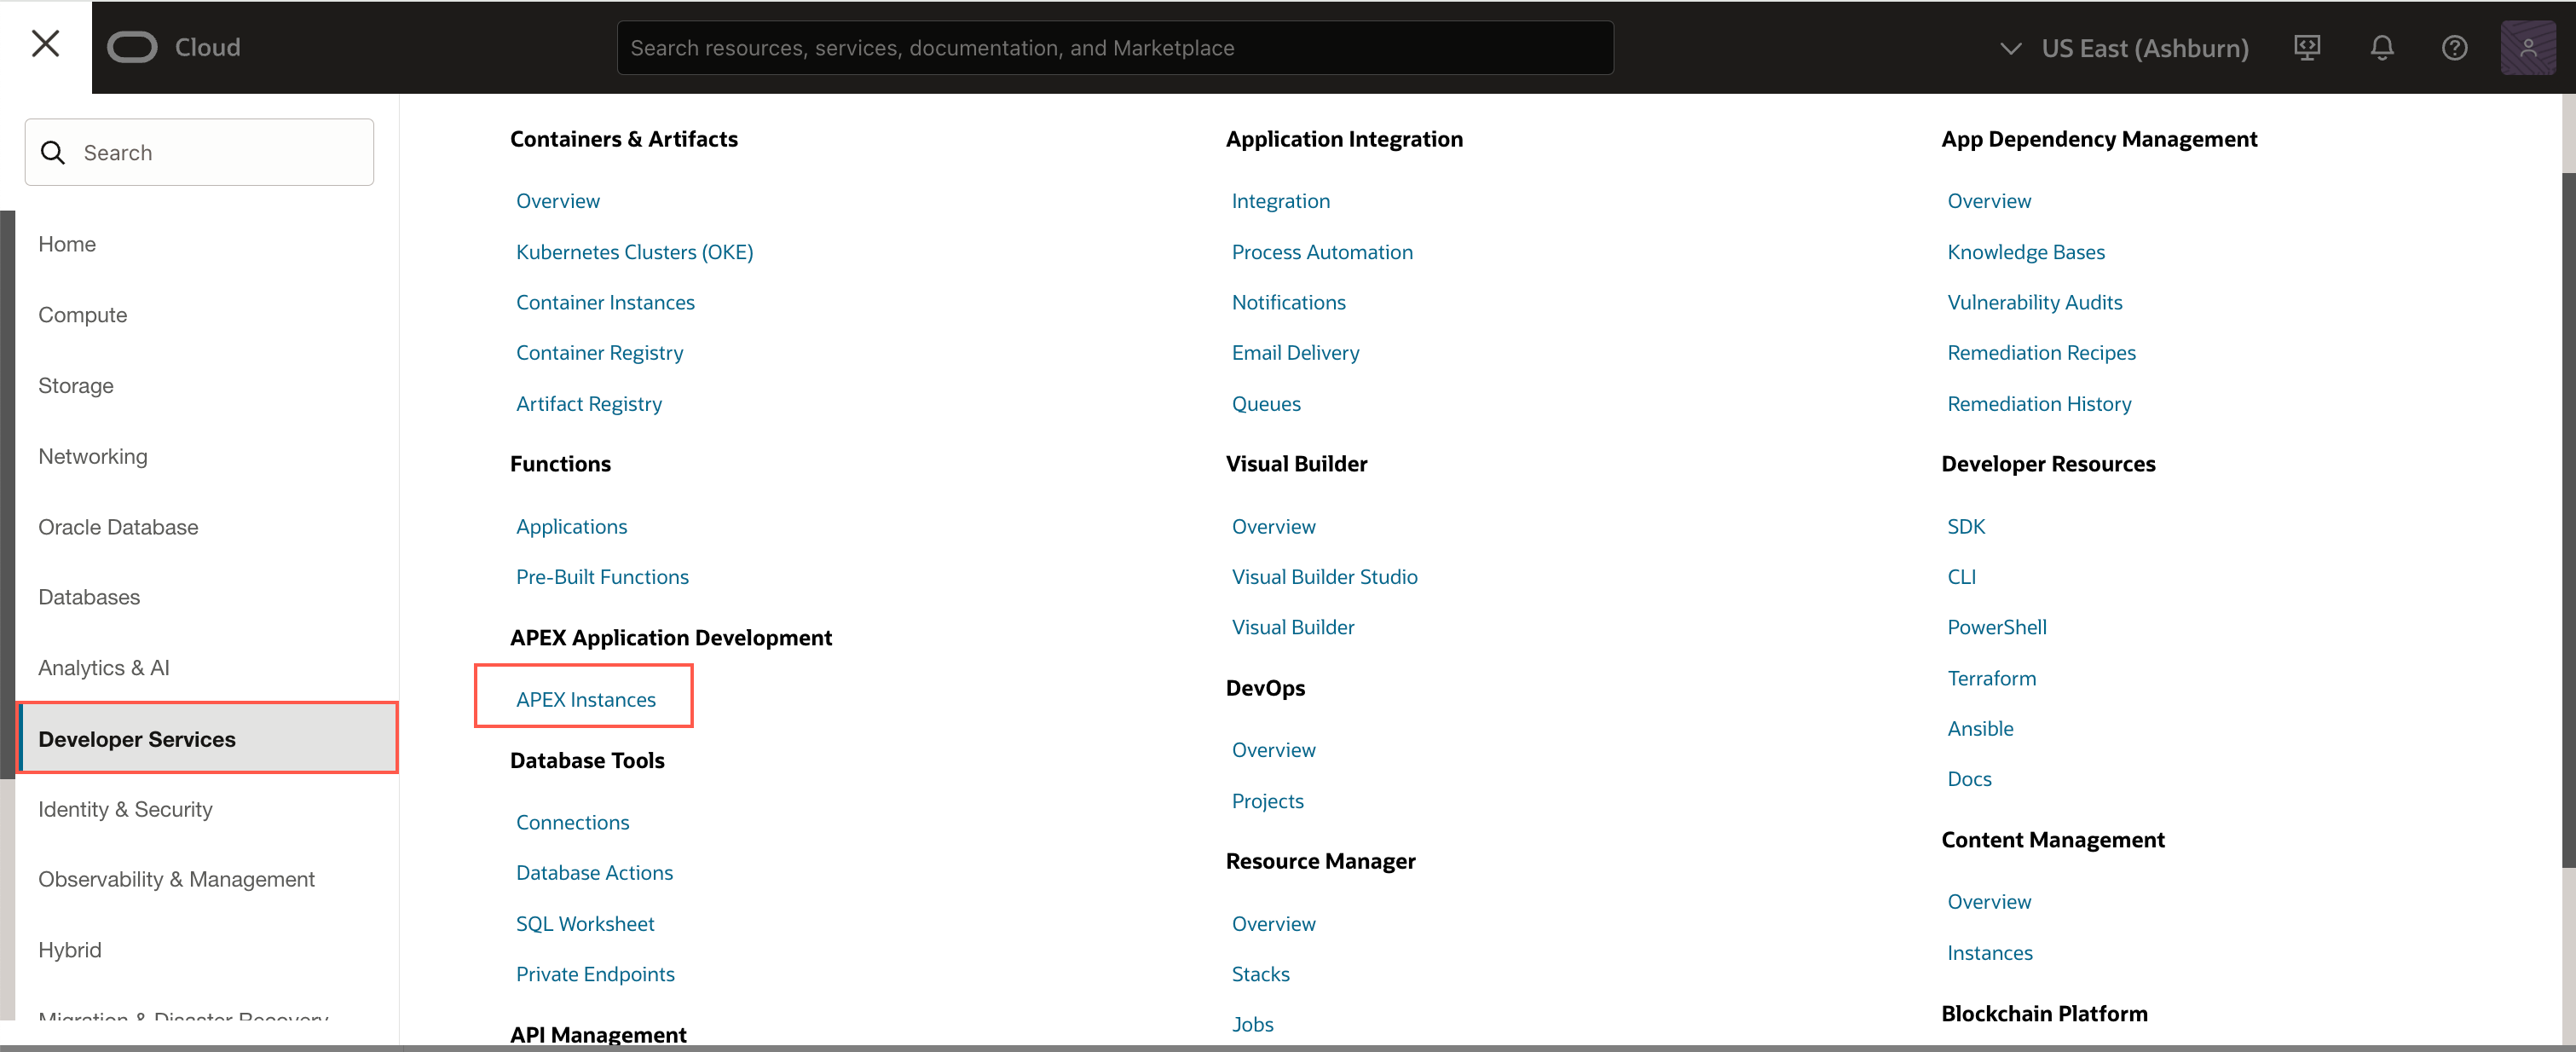 Cloud
Search resources, services, documentation, and Marketplace
US East (Ashburn)
Search
Home
Compute
Storage
Networking
Oracle Database
Databases
Analytics & AI
Developer Services
Identity & Security
Observability & Management
Hybrid
Migration & Disaster Recovery
Containers & Artifacts
Overview
Kubernetes Clusters (OKE)
Container Instances
Container Registry
Artifact Registry
Functions
Applications
Pre-Built Functions
APEX Application Development
APEX Instances
Database Tools
Connections
Database Actions
SQL Worksheet
Private Endpoints
API Management
Application Integration
Integration
Process Automation
Notifications
Email Delivery
Queues
Visual Builder
Overview
Visual Builder Studio
Visual Builder
DevOps
Overview
Projects
Resource Manager
Overview
Stacks
Jobs
App Dependency Management
Overview
Knowledge Bases
Vulnerability Audits
Remediation Recipes
Remediation History
Developer Resources
SDK
CLI
PowerShell
Terraform
Ansible
Docs
Content Management
Overview
Instances
Blockchain Platform